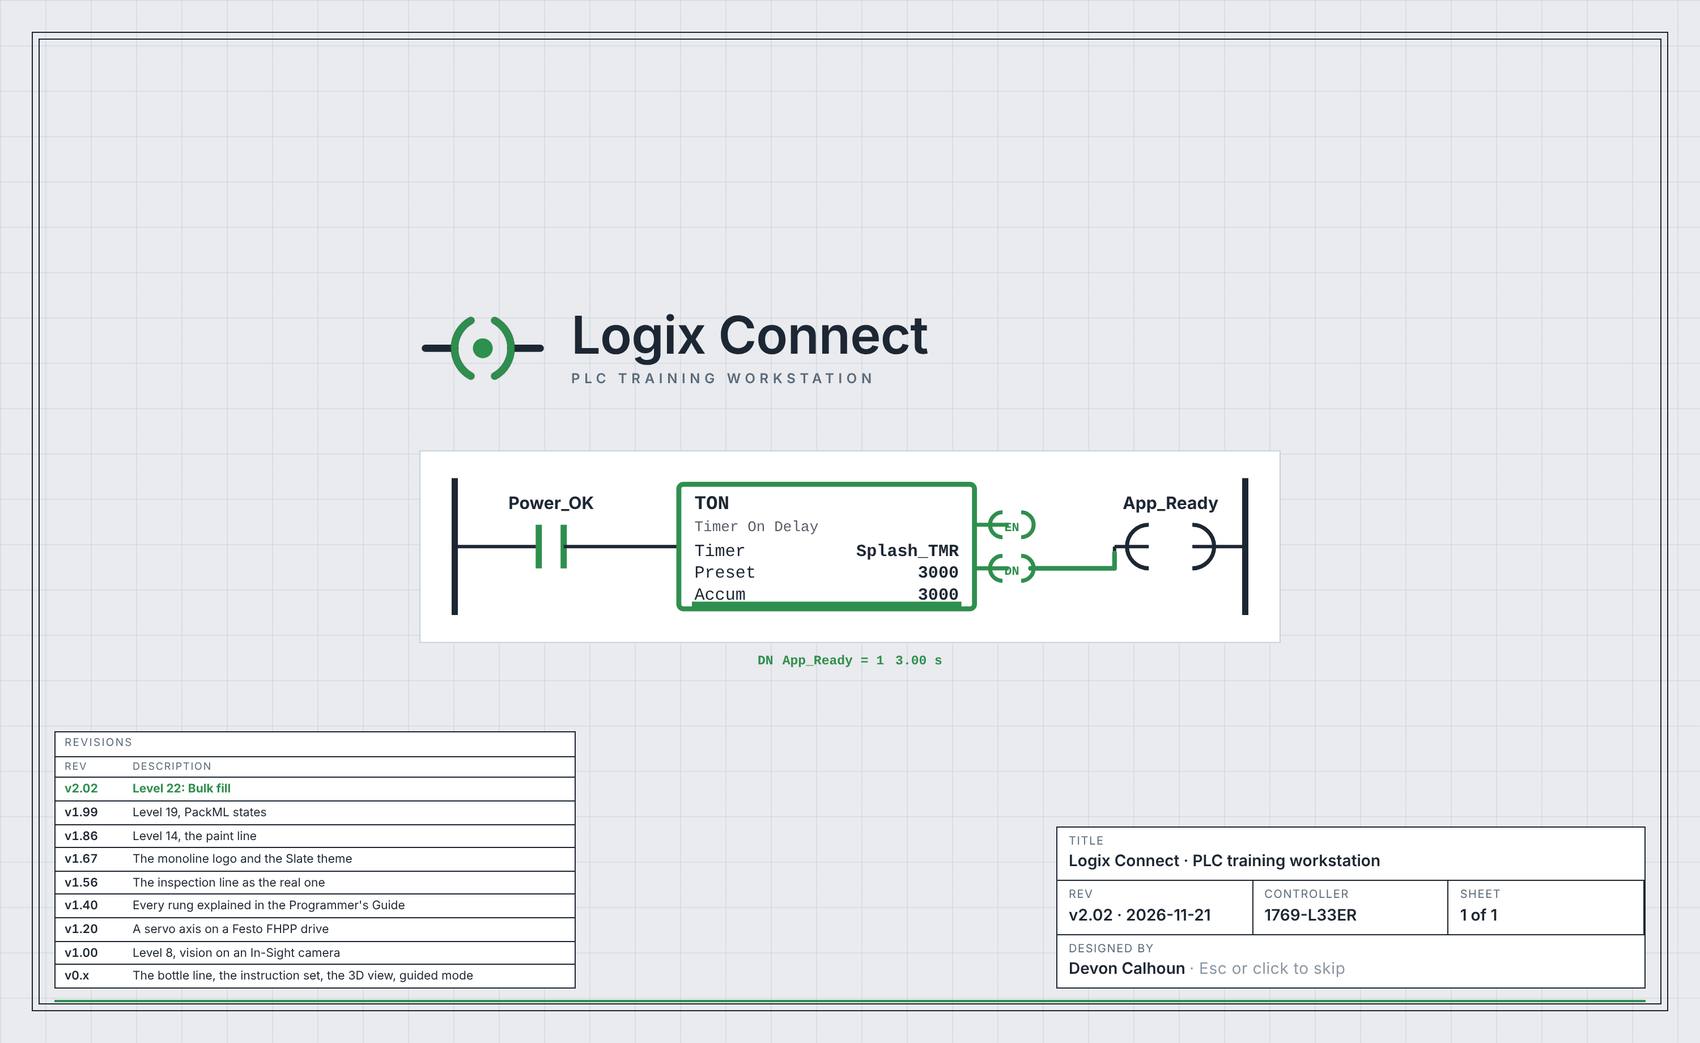 Logix Connect
PLC TRAINING WORKSTATION
Power_OK
TON
Timer On Delay
Timer Splash_TMR
Preset 3000
Accum 3000
EN
DN
App_Ready
DN App_Ready = 1 3.00 s
REVISIONS
REV DESCRIPTION
v2.02 Level 22: Bulk fill
v1.99 Level 19, PackML states
v1.86 Level 14, the paint line
v1.67 The monoline logo and the Slate theme
v1.56 The inspection line as the real one
v1.40 Every rung explained in the Programmer's Guide
v1.20 A servo axis on a Festo FHPP drive
v1.00 Level 8, vision on an In-Sight camera
v0.x The bottle line, the instruction set, the 3D view, guided mode
TITLE
Logix Connect · PLC training workstation
REV CONTROLLER SHEET
v2.02 · 2026-11-21 1769-L33ER 1 of 1
DESIGNED BY
Devon Calhoun · Esc or click to skip